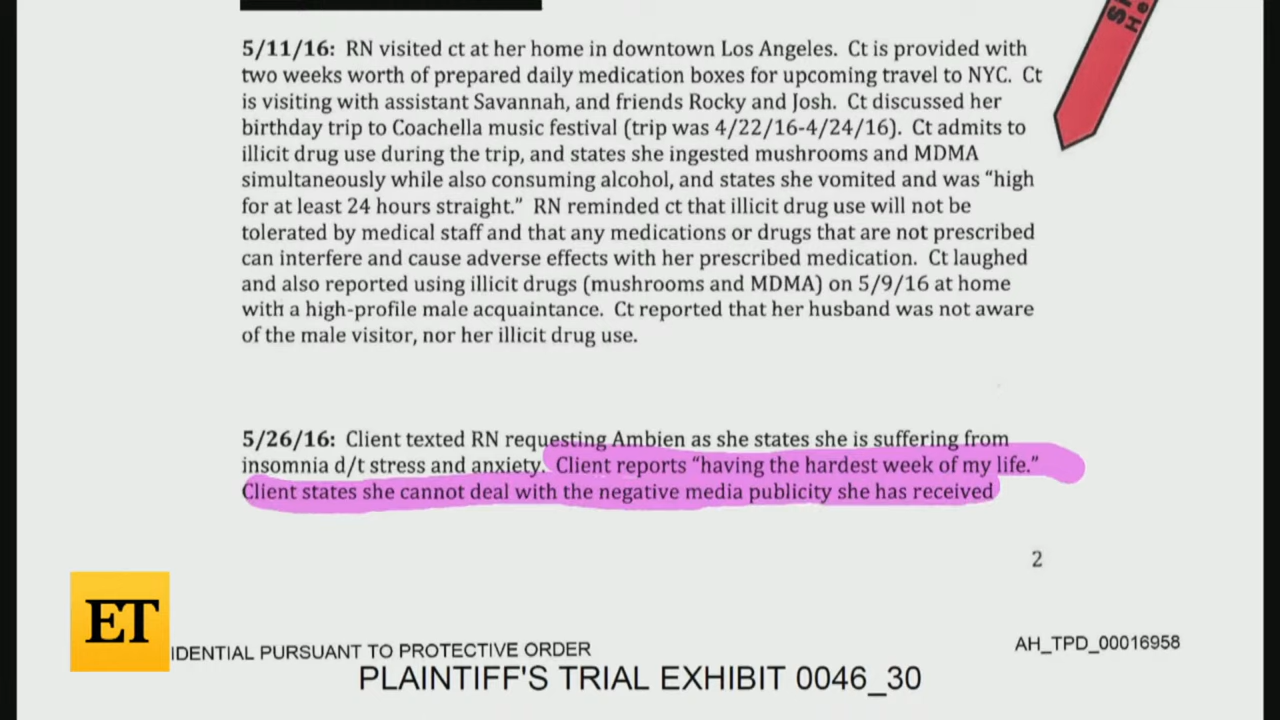 5/11/16: RN visited ct at her home in downtown Los Angeles. Ct is provided with
two weeks worth of prepared daily medication boxes for upcoming travel to NYC. Ct
is visiting with assistant Savannah, and friends Rocky and Josh. Ct discussed her
birthday trip to Coachella music festival (trip was 4/22/16-4/24/16). Ct admits to
illicit drug use during the trip, and states she ingested mushrooms and MDMA
simultaneously while also consuming alcohol, and states she vomited and was “high
for at least 24 hours straight.” RN reminded ct that illicit drug use will not be
tolerated by medical staff and that any medications or drugs that are not prescribed
can interfere and cause adverse effects with her prescribed medication. Ct laughed
and also reported using illicit drugs (mushrooms and MDMA) on 5/9/16 at home
with a high-profile male acquaintance. Ct reported that her husband was not aware
of the male visitor, nor her illicit drug use.
5/26/16: Client texted RN requesting Ambien as she states she is suffering from
insomnia d/t stress and anxiety. Client reports “having the hardest week of my life.”
Client states she cannot deal with the negative media publicity she has received
2
ET
IDENTIAL PURSUANT TO PROTECTIVE ORDER
AH_TPD_00016958
PLAINTIFF'S TRIAL EXHIBIT 0046_30